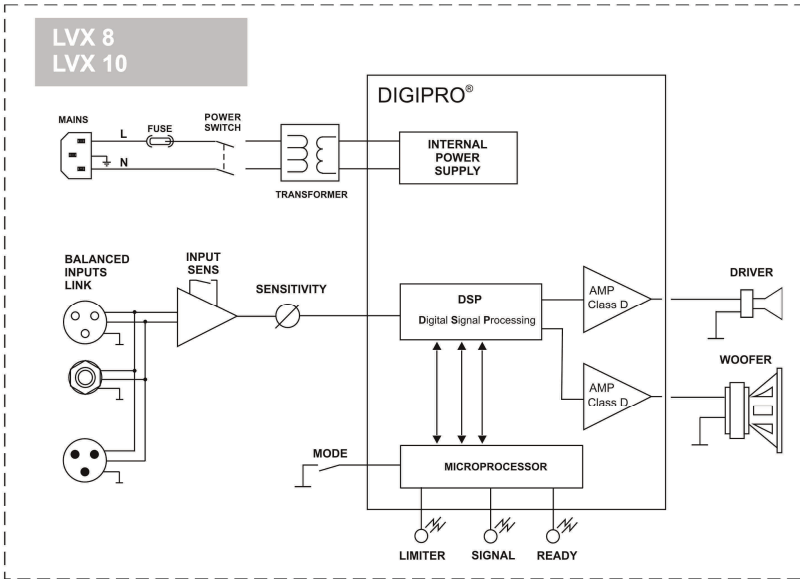 LVX 8
LVX 10
DIGIPRO®
MAINS
L
FUSE
POWER
SWITCH
N
TRANSFORMER
INTERNAL
POWER
SUPPLY
BALANCED
INPUTS
LINK
INPUT
SENS
SENSITIVITY
DSP
Digital Signal Processing
AMP
Class D
DRIVER
AMP
Class D
WOOFER
MODE
MICROPROCESSOR
LIMITER
SIGNAL
READY